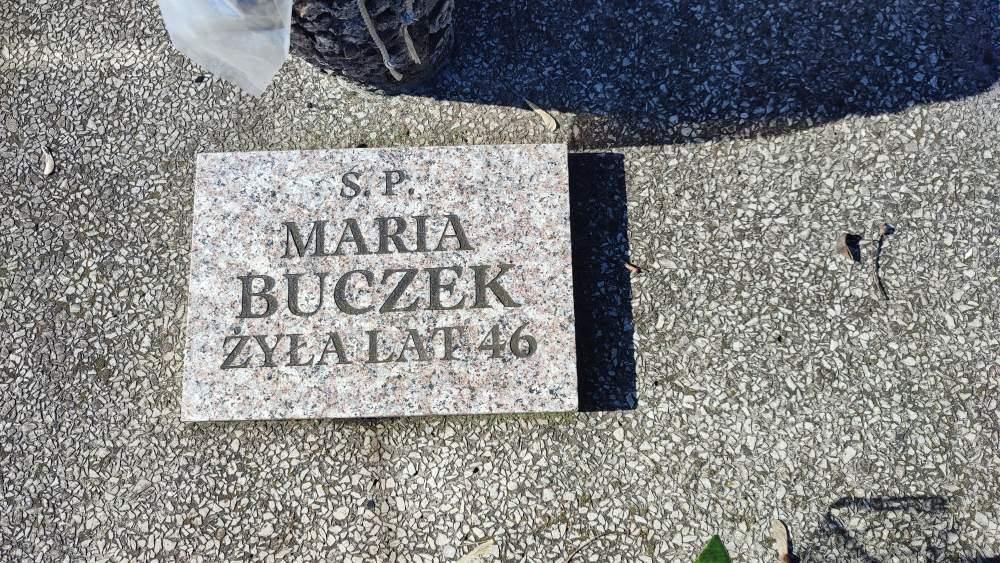 S. P.
MARIA
BUCZEK
ŻYŁA LAT 46